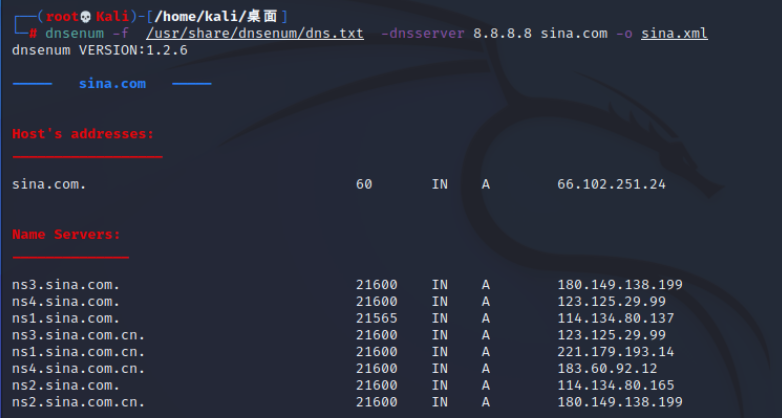 (root💀Kali)-[/home/kali/桌面]
# dnsenum -f /usr/share/dnsenum/dns.txt -dnsserver 8.8.8.8 sina.com -o sina.xml
dnsenum VERSION:1.2.6
----- sina.com -----
Host's addresses:
__________________
sina.com. 60 IN A 66.102.251.24
Name Servers:
______________
ns3.sina.com. 21600 IN A 180.149.138.199
ns4.sina.com. 21600 IN A 123.125.29.99
ns1.sina.com. 21565 IN A 114.134.80.137
ns3.sina.com.cn. 21600 IN A 123.125.29.99
ns1.sina.com.cn. 21600 IN A 221.179.193.14
ns4.sina.com.cn. 21600 IN A 183.60.92.12
ns2.sina.com. 21600 IN A 114.134.80.165
ns2.sina.com.cn. 21600 IN A 180.149.138.199